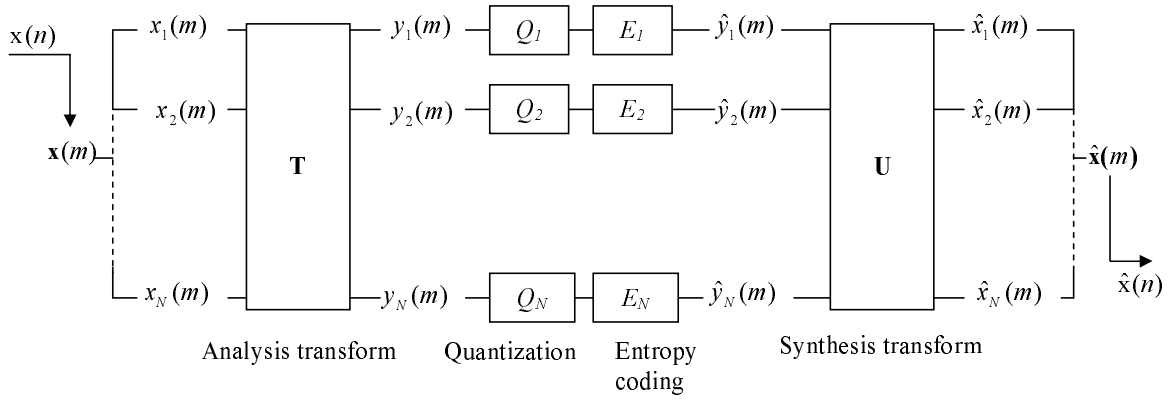 x(n)
x₁(m) y₁(m) Q₁ E₁ ŷ₁(m) x̂₁(m)
x₂(m) y₂(m) Q₂ E₂ ŷ₂(m) x̂₂(m)
x(m) T U x̂(m)
x_N(m) y_N(m) Q_N E_N ŷ_N(m) x̂_N(m)
x̂(n)
Analysis transform Quantization Entropy coding Synthesis transform